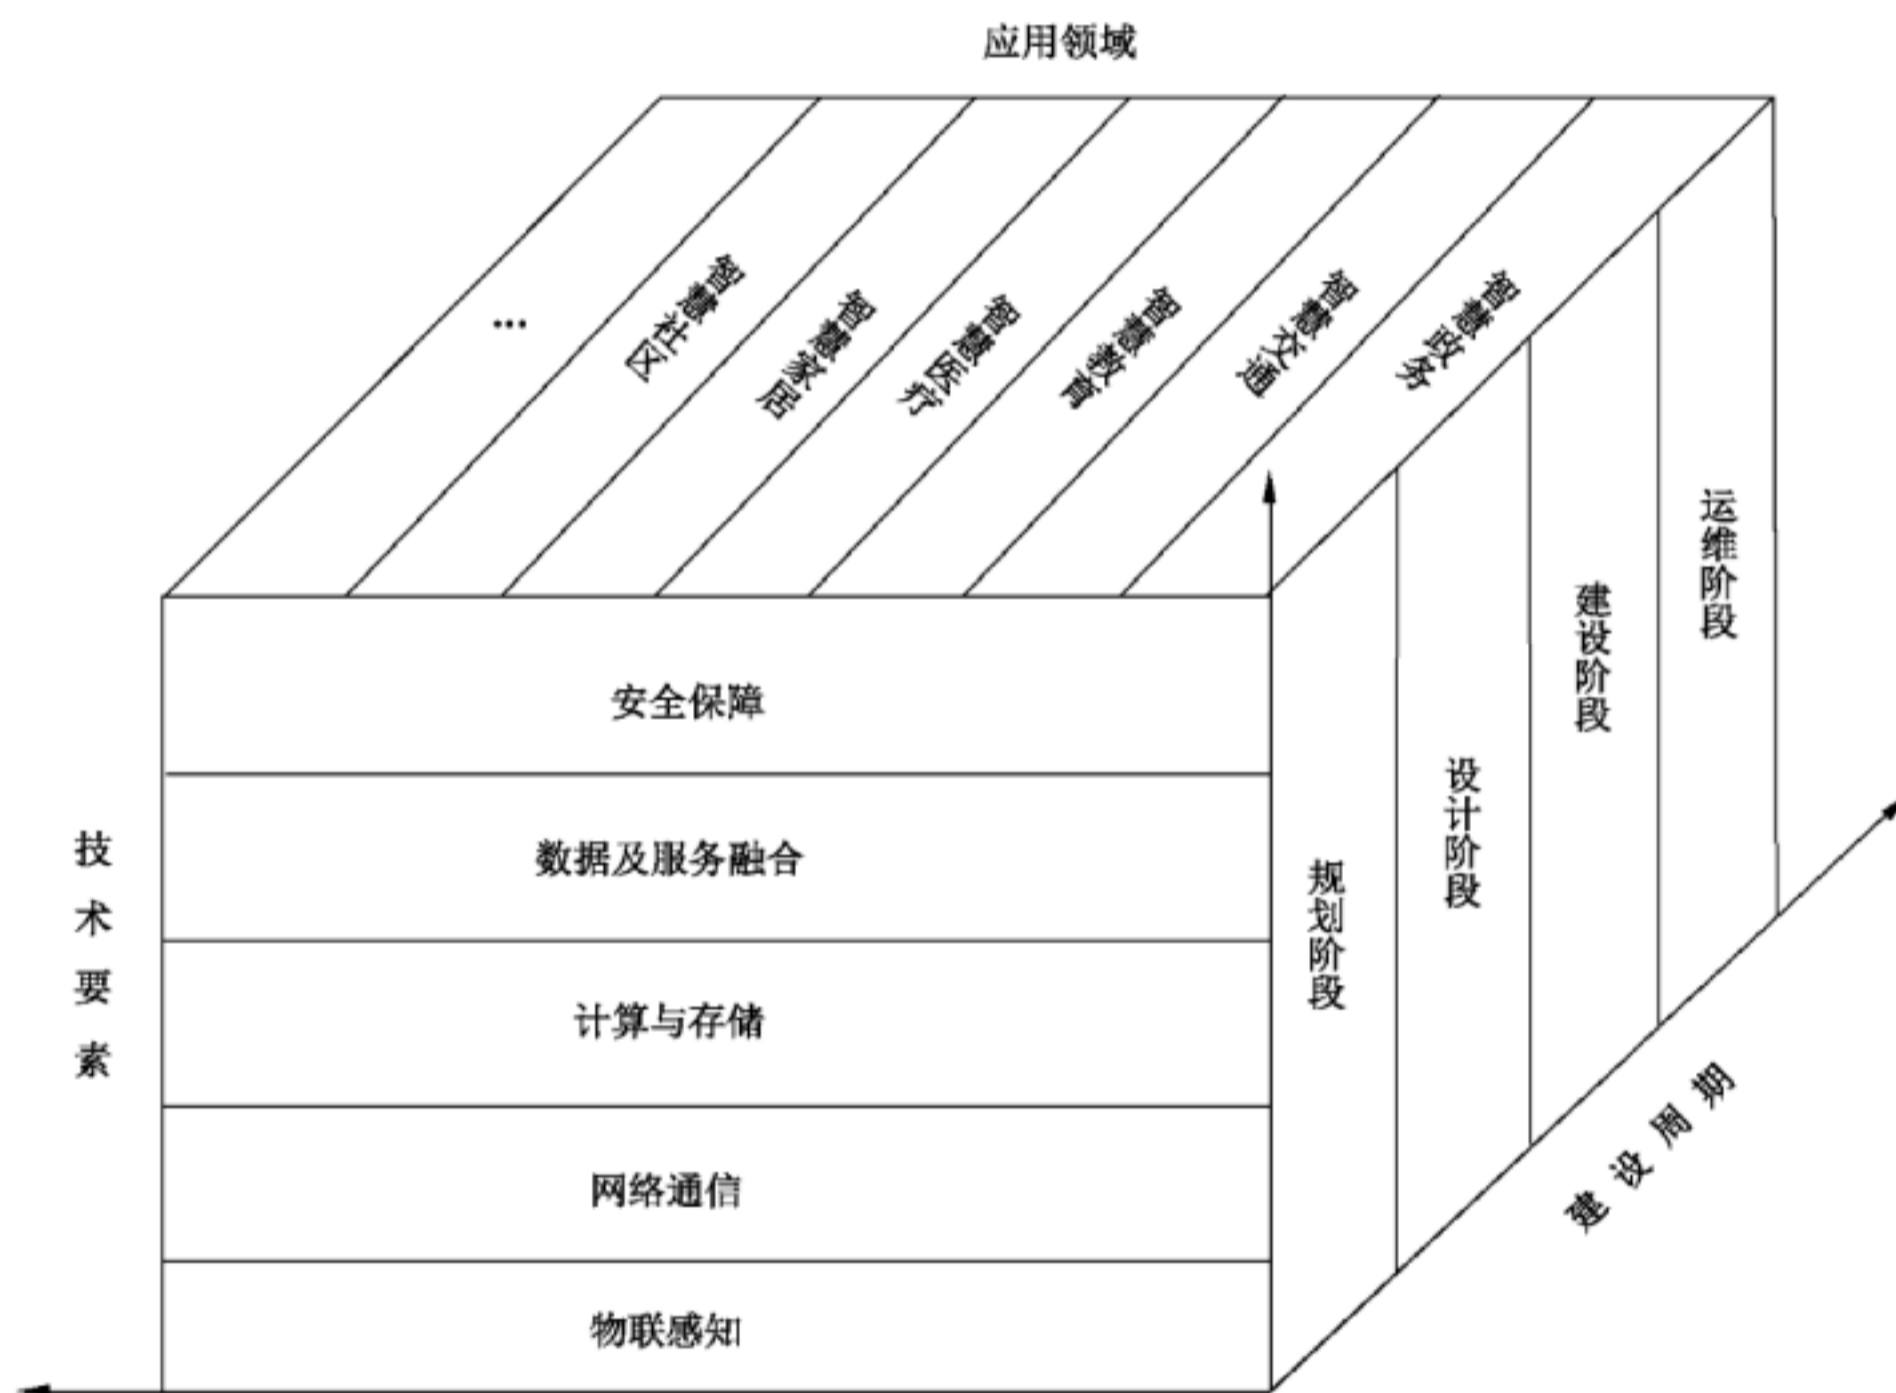 应用领域
...
智慧社区
智慧家居
智慧医疗
智慧教育
智慧交通
智慧政务
安全保障
数据及服务融合
计算与存储
网络通信
物联感知
技术要素
规划阶段
设计阶段
建设阶段
运维阶段
建设周期